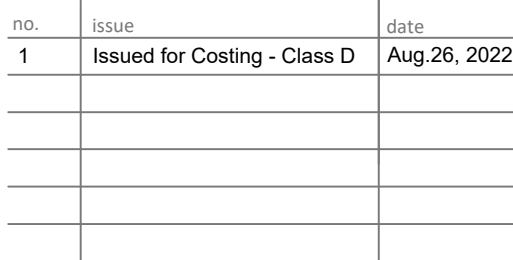 no. issue date
1 Issued for Costing - Class D Aug.26, 2022